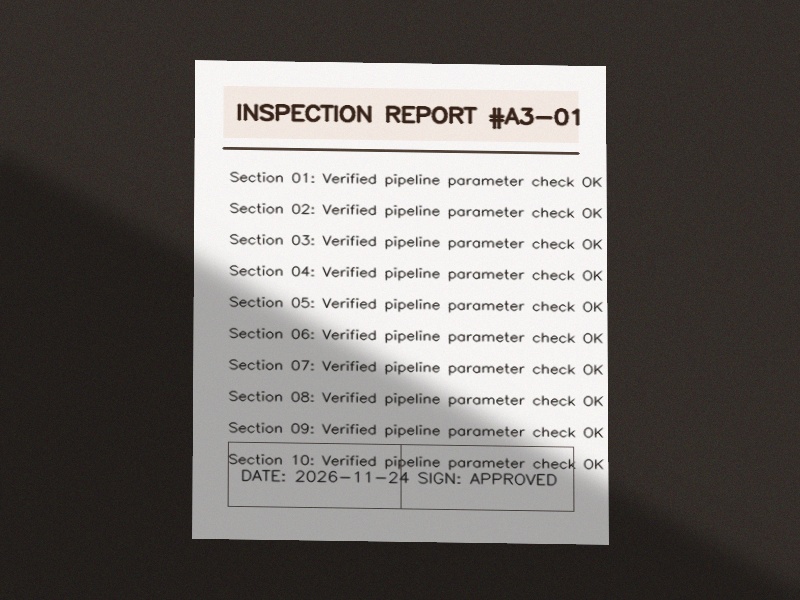 INSPECTION REPORT #A3-01
Section 01: Verified pipeline parameter check OK
Section 02: Verified pipeline parameter check OK
Section 03: Verified pipeline parameter check OK
Section 04: Verified pipeline parameter check OK
Section 05: Verified pipeline parameter check OK
Section 06: Verified pipeline parameter check OK
Section 07: Verified pipeline parameter check OK
Section 08: Verified pipeline parameter check OK
Section 09: Verified pipeline parameter check OK
Section 10: Verified pipeline parameter check OK
DATE: 2026-11-24 SIGN: APPROVED